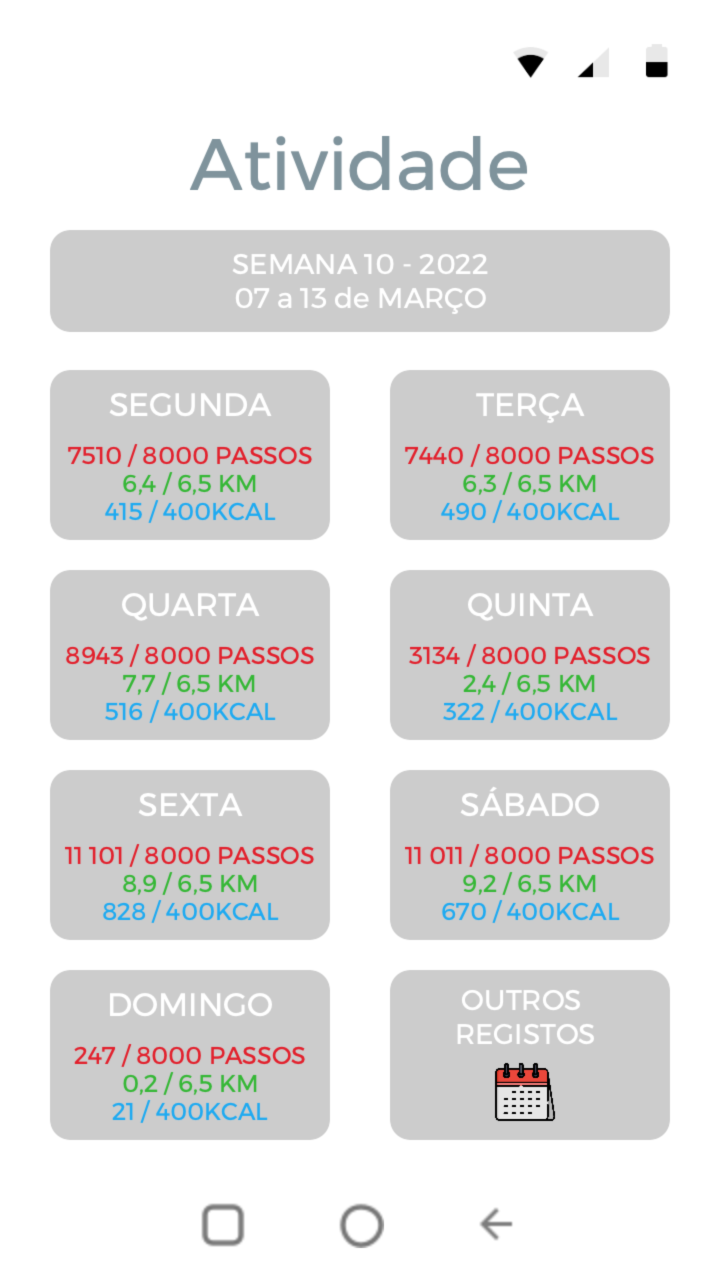 Atividade
SEMANA 10 - 2022
07 a 13 de MARÇO
SEGUNDA
7510 / 8000 PASSOS
6,4 / 6,5 KM
415 / 400KCAL
TERÇA
7440 / 8000 PASSOS
6,3 / 6,5 KM
490 / 400KCAL
QUARTA
8943 / 8000 PASSOS
7,7 / 6,5 KM
516 / 400KCAL
QUINTA
3134 / 8000 PASSOS
2,4 / 6,5 KM
322 / 400KCAL
SEXTA
11 101 / 8000 PASSOS
8,9 / 6,5 KM
828 / 400KCAL
SÁBADO
11 011 / 8000 PASSOS
9,2 / 6,5 KM
670 / 400KCAL
DOMINGO
247 / 8000 PASSOS
0,2 / 6,5 KM
21 / 400KCAL
OUTROS
REGISTOS